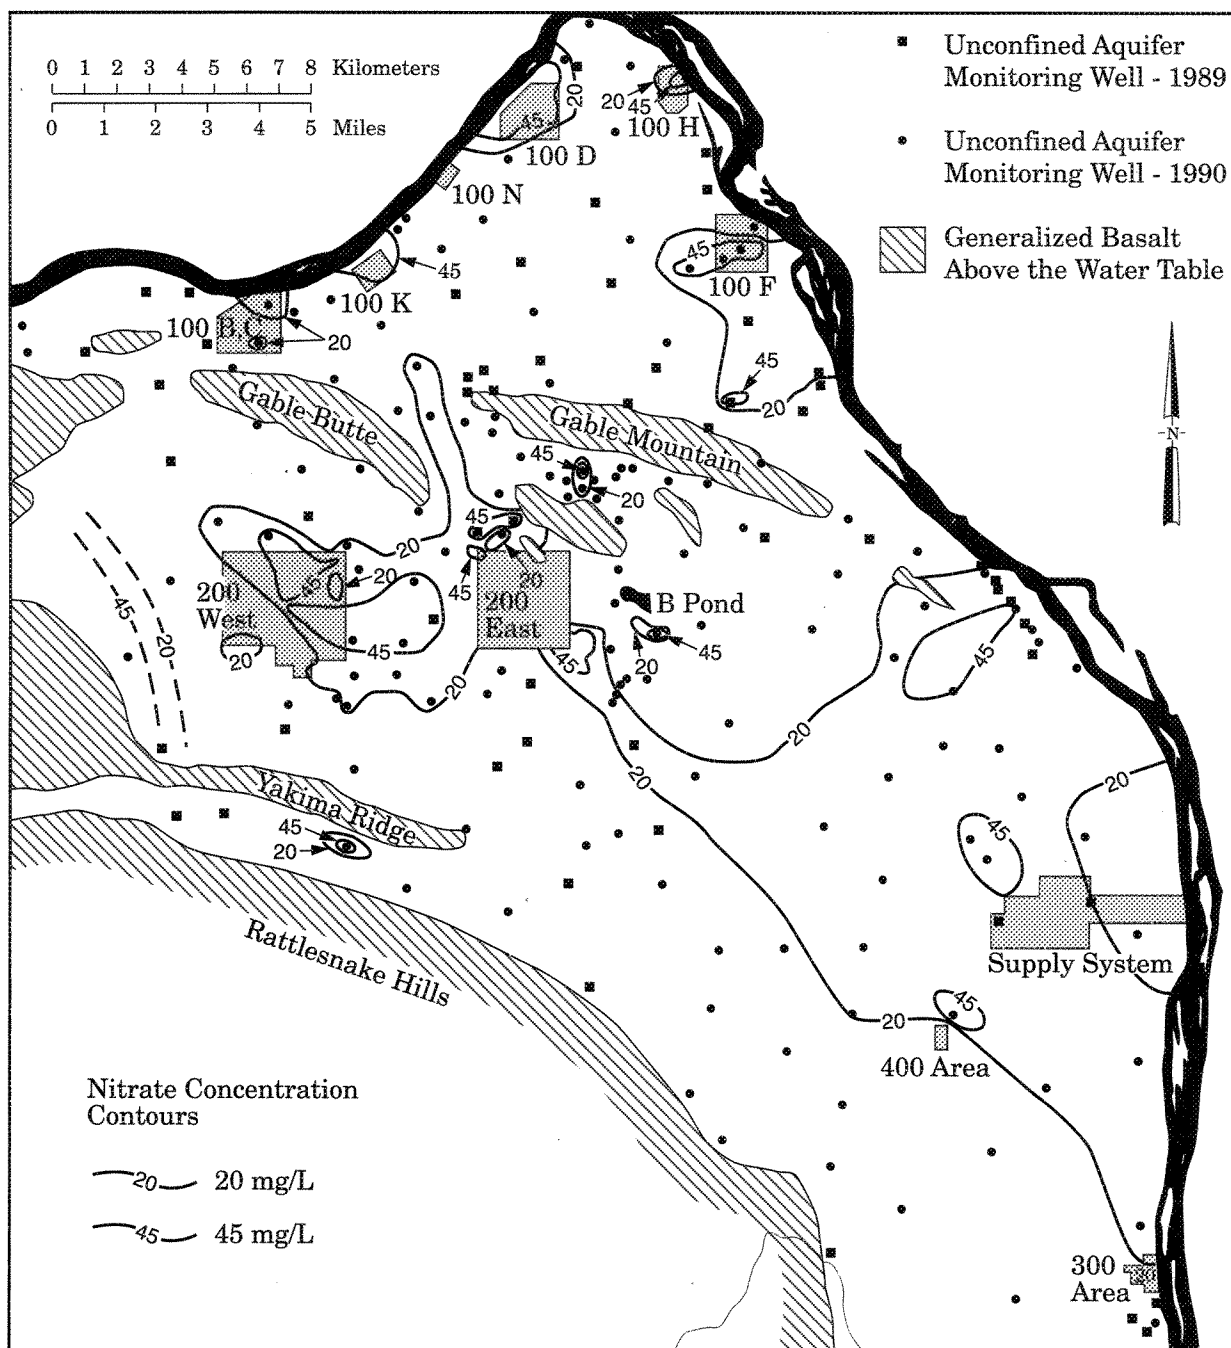 0 1 2 3 4 5 6 7 8 Kilometers
0 1 2 3 4 5 Miles
Unconfined Aquifer
Monitoring Well - 1989
Unconfined Aquifer
Monitoring Well - 1990
Generalized Basalt
Above the Water Table
20
45
100 D
20
45
100 H
100 N
45
100 K
45
100 F
100 B,C
20
45
20
N
Gable Butte
Gable Mountain
45
20
45
20
45
20
200
West
45
20
20
45
200
East
20
B Pond
20
45
45
20
45
20
45
20
20
20
45
Yakima Ridge
45
20
Rattlesnake Hills
Supply System
45
20
400 Area
300
Area
Nitrate Concentration
Contours
20 20 mg/L
45 45 mg/L